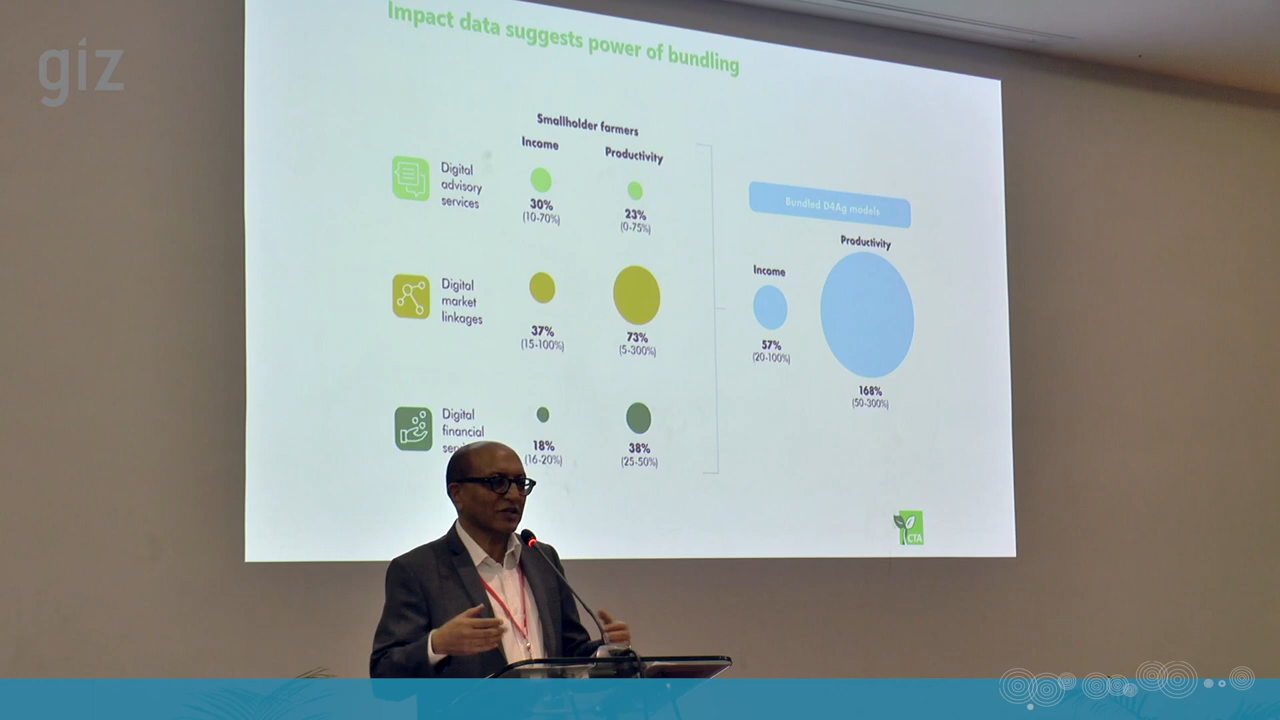 giz
Impact data suggests power of bundling
Smallholder farmers
Income
Productivity
Digital
advisory
services
30%
(10-70%)
23%
(0-75%)
Digital
market
linkages
37%
(15-100%)
73%
(5-300%)
Digital
financial
18%
(16-20%)
38%
(25-50%)
Bundled D4Ag models
Income
57%
(20-100%)
Productivity
168%
(50-300%)
CTA